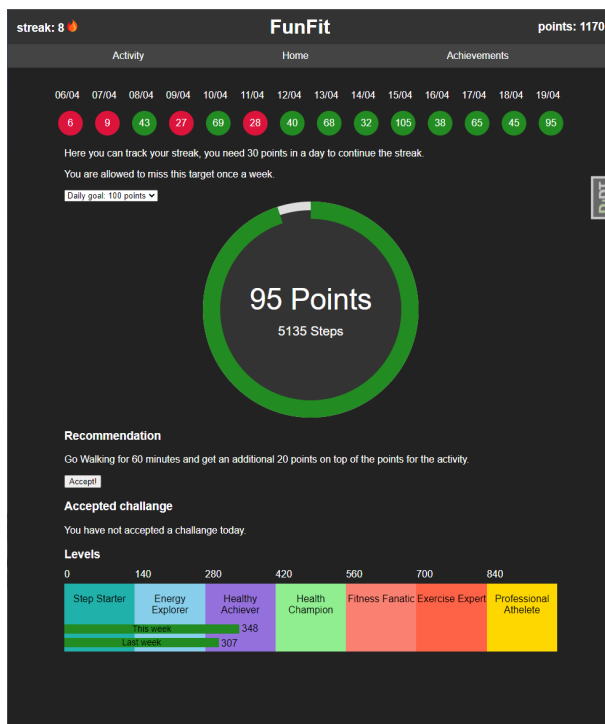 streak: 8 FunFit points: 1170
Activity Home Achievements
06/04 07/04 08/04 09/04 10/04 11/04 12/04 13/04 14/04 15/04 16/04 17/04 18/04 19/04
6 9 43 27 69 28 40 68 32 105 38 65 45 95
Here you can track your streak, you need 30 points in a day to continue the streak.
You are allowed to miss this target once a week.
Daily goal: 100 points
95 Points
5135 Steps
Recommendation
Go Walking for 60 minutes and get an additional 20 points on top of the points for the activity.
Accept!
Accepted challange
You have not accepted a challange today.
Levels
0 140 280 420 560 700 840
Step Starter Energy Explorer Healthy Achiever Health Champion Fitness Fanatic Exercise Expert Professional Athelete
This week 348
Last week 307